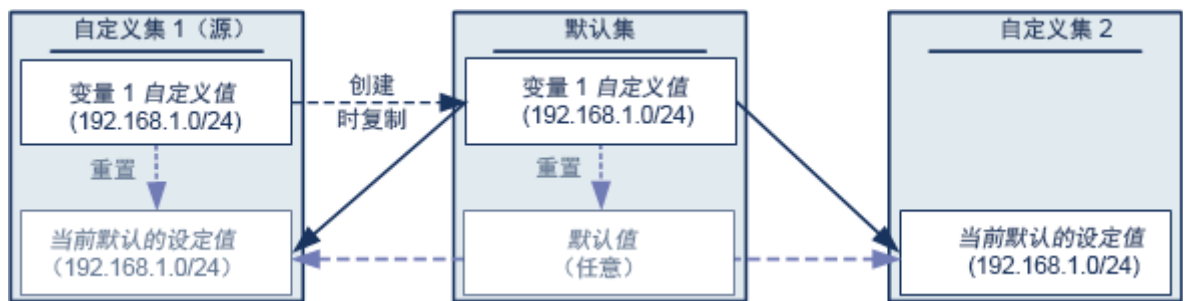 自定义集 1（源）
变量 1 自定义值
(192.168.1.0/24)
重置
当前默认的设定值
（192.168.1.0/24）
创建
时复制
默认集
变量 1 自定义值
(192.168.1.0/24)
重置
默认值
（任意）
自定义集 2
当前默认的设定值
(192.168.1.0/24)